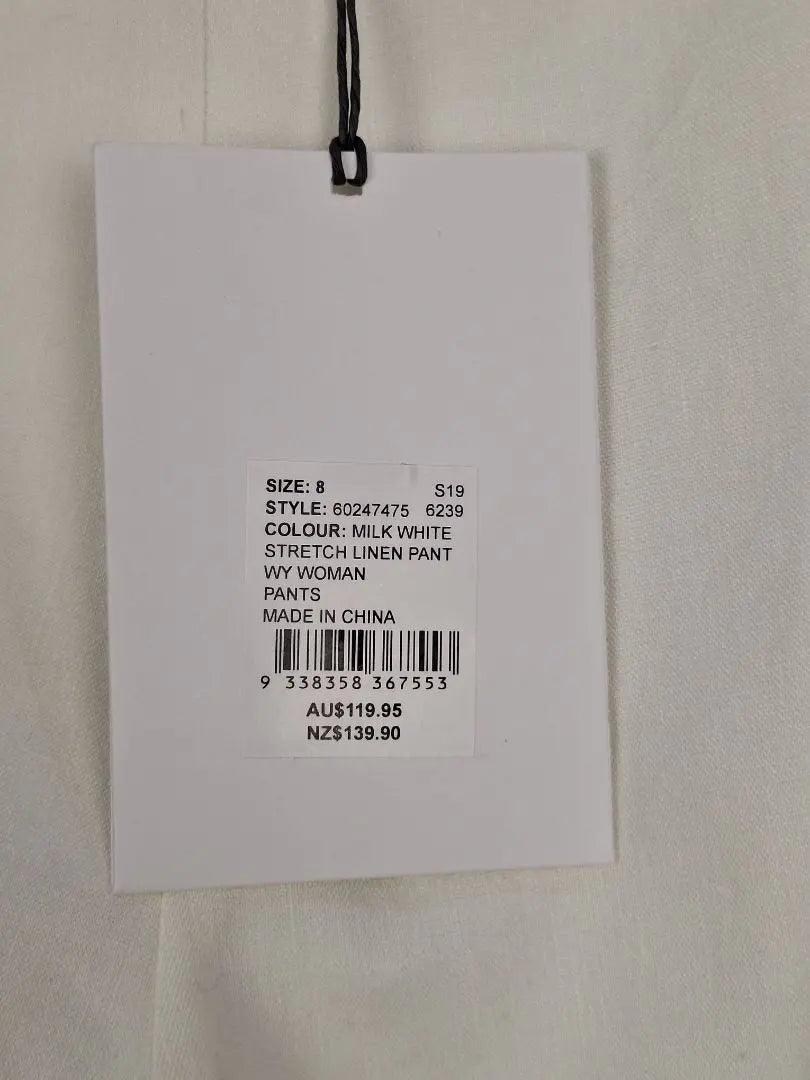 SIZE: 8 S19
STYLE: 60247475 6239
COLOUR: MILK WHITE
STRETCH LINEN PANT
WY WOMAN
PANTS
MADE IN CHINA
9 338358 367553
AU$119.95
NZ$139.90